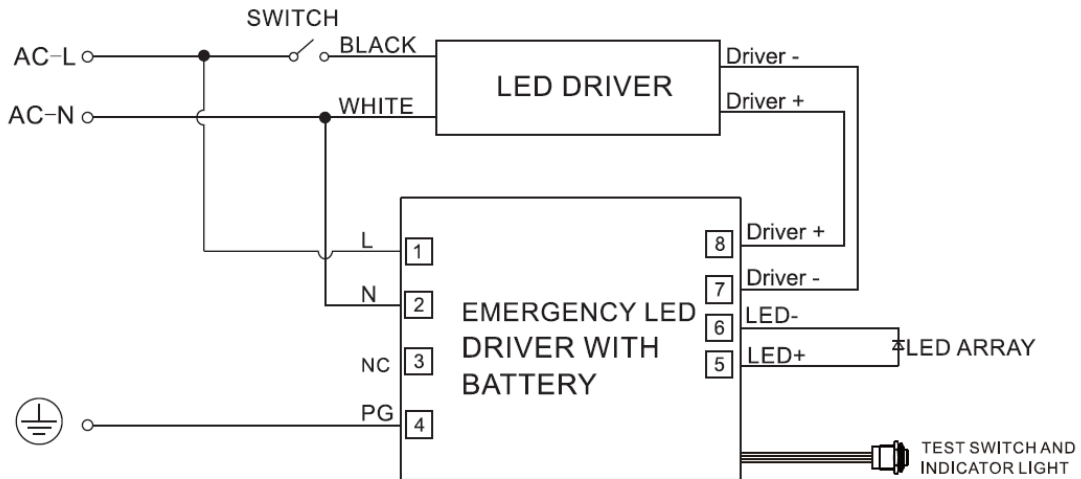 SWITCH
AC-L
BLACK
LED DRIVER
Driver -
AC-N
WHITE
Driver +
L
1
N
2
NC
3
PG
4
EMERGENCY LED
DRIVER WITH
BATTERY
8
Driver +
7
Driver -
6
LED-
5
LED+
LED ARRAY
TEST SWITCH AND
INDICATOR LIGHT